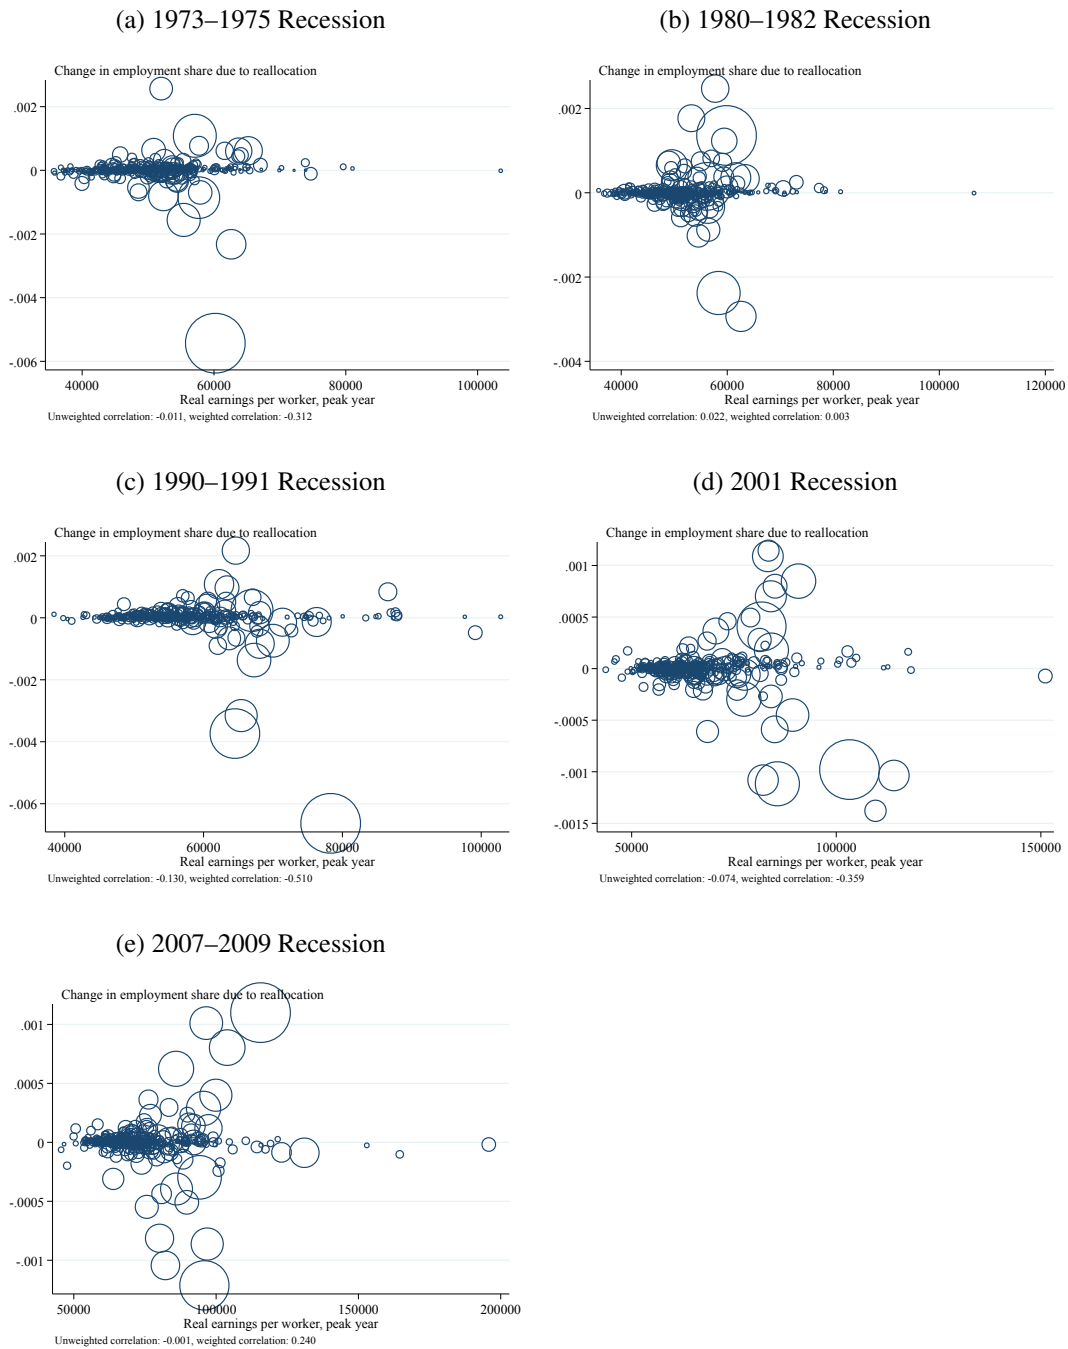 (a) 1973–1975 Recession
Change in employment share due to reallocation
.002
0
-.002
-.004
-.006
40000 60000 80000 100000
Real earnings per worker, peak year
Unweighted correlation: -0.011, weighted correlation: -0.312
(b) 1980–1982 Recession
Change in employment share due to reallocation
.002
0
-.002
-.004
40000 60000 80000 100000 120000
Real earnings per worker, peak year
Unweighted correlation: 0.022, weighted correlation: 0.003
(c) 1990–1991 Recession
Change in employment share due to reallocation
.002
0
-.002
-.004
-.006
40000 60000 80000 100000
Real earnings per worker, peak year
Unweighted correlation: -0.130, weighted correlation: -0.510
(d) 2001 Recession
Change in employment share due to reallocation
.001
.0005
0
-.0005
-.001
-.0015
50000 100000 150000
Real earnings per worker, peak year
Unweighted correlation: -0.074, weighted correlation: -0.359
(e) 2007–2009 Recession
Change in employment share due to reallocation
.001
.0005
0
-.0005
-.001
50000 100000 150000 200000
Real earnings per worker, peak year
Unweighted correlation: -0.001, weighted correlation: 0.240